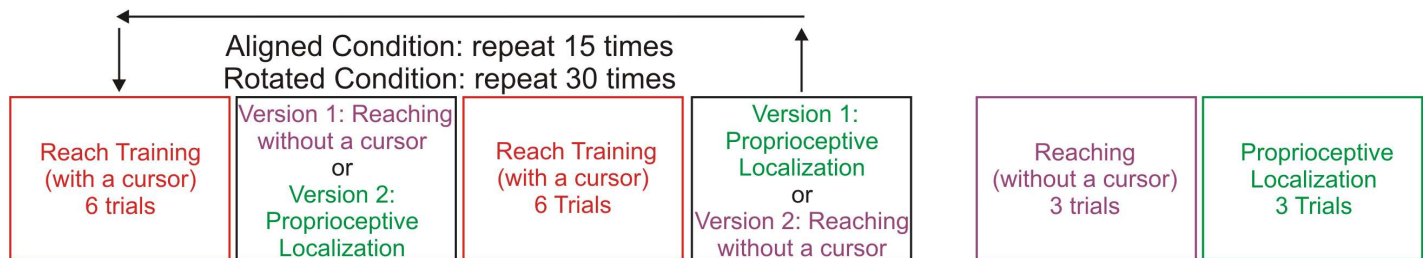 Aligned Condition: repeat 15 times
Rotated Condition: repeat 30 times
Reach Training
(with a cursor)
6 trials
Version 1: Reaching
without a cursor
or
Version 2:
Proprioceptive
Localization
Reach Training
(with a cursor)
6 Trials
Version 1:
Proprioceptive
Localization
or
Version 2: Reaching
without a cursor
Reaching
(without a cursor)
3 trials
Proprioceptive
Localization
3 Trials